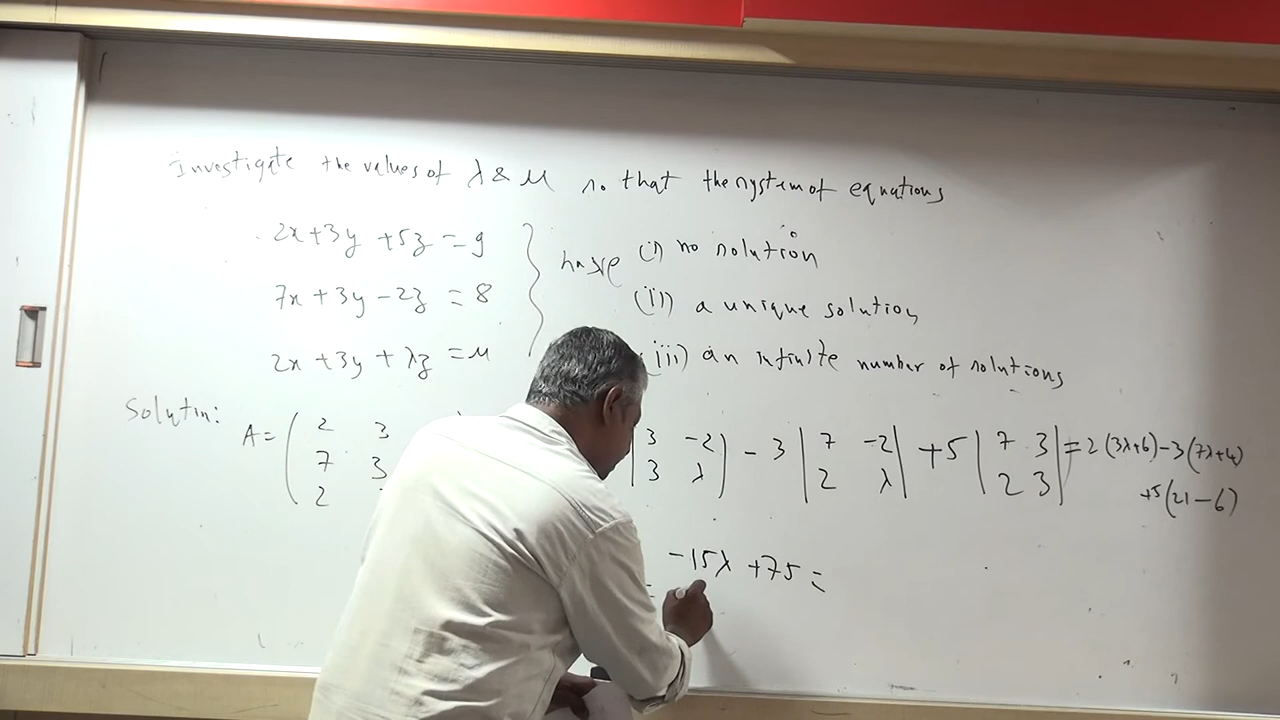 Investigate the values of λ & μ so that the system of equations
2x+3y +5z = 9
7x+3y-2z = 8
2x+3y+λz = μ
have (i) no solution
(ii) a unique solution
(iii) an infinite number of solutions
Solutin:
A= ( 2 3
7 3
2
| 3 -2 | - 3 | 7 -2 | +5 | 7 3 | = 2(3λ+6)-3(7λ+4)
| 3 λ | | 2 λ | | 2 3 | +5(21-6)
-15λ +75 =
=